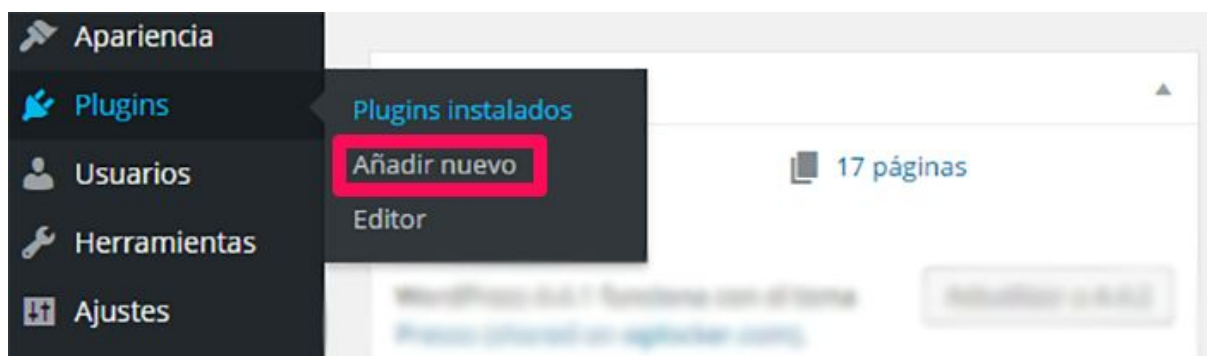 Apariencia
Plugins
Usuarios
Herramientas
Ajustes
Plugins instalados
Añadir nuevo
Editor
17 páginas